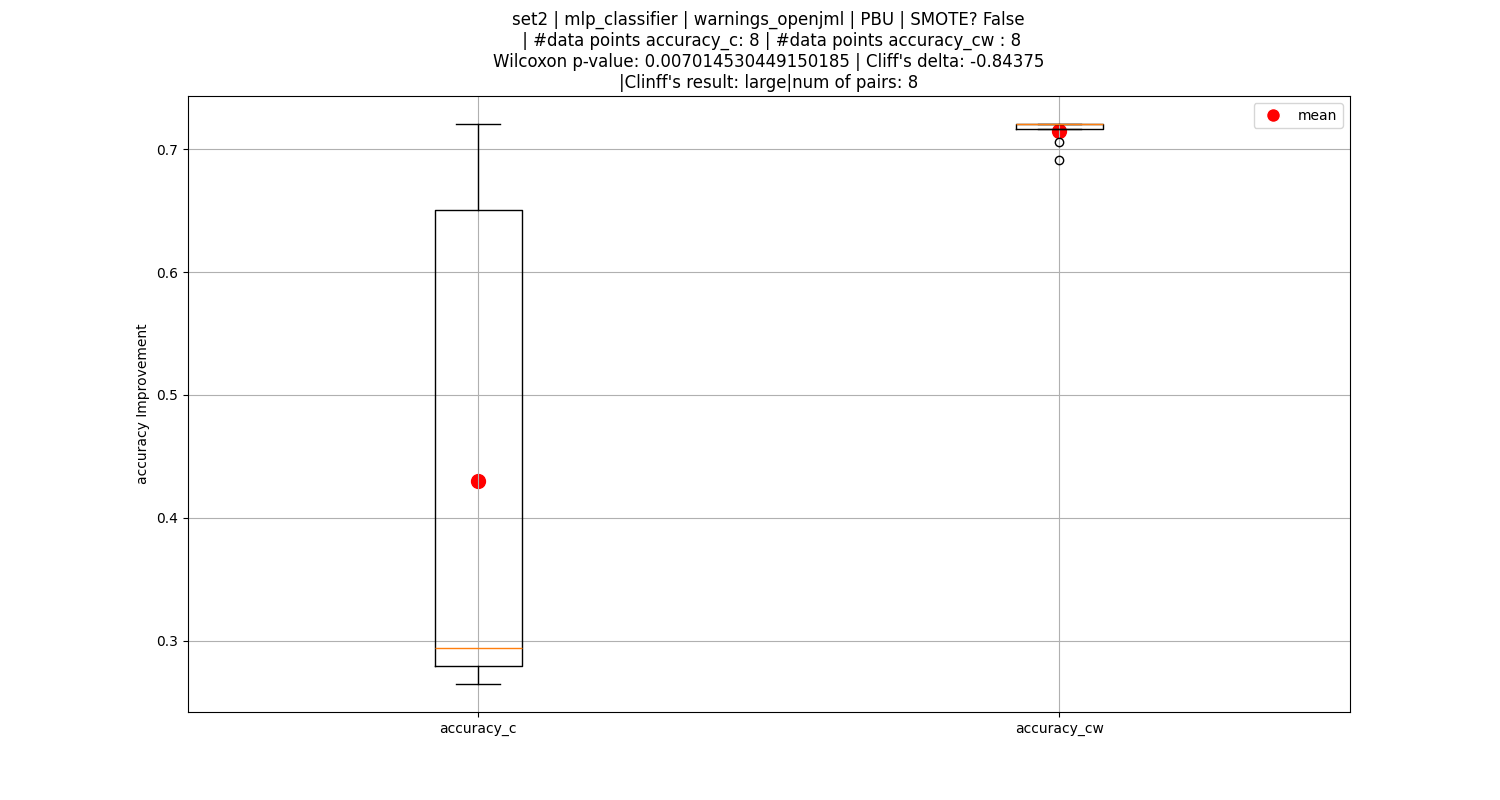 set2 | mlp_classifier | warnings_openjml | PBU | SMOTE? False
| #data points accuracy_c: 8 | #data points accuracy_cw : 8
Wilcoxon p-value: 0.007014530449150185 | Cliff's delta: -0.84375
|Clinff's result: large|num of pairs: 8
mean
accuracy Improvement
0.7
0.6
0.5
0.4
0.3
accuracy_c
accuracy_cw